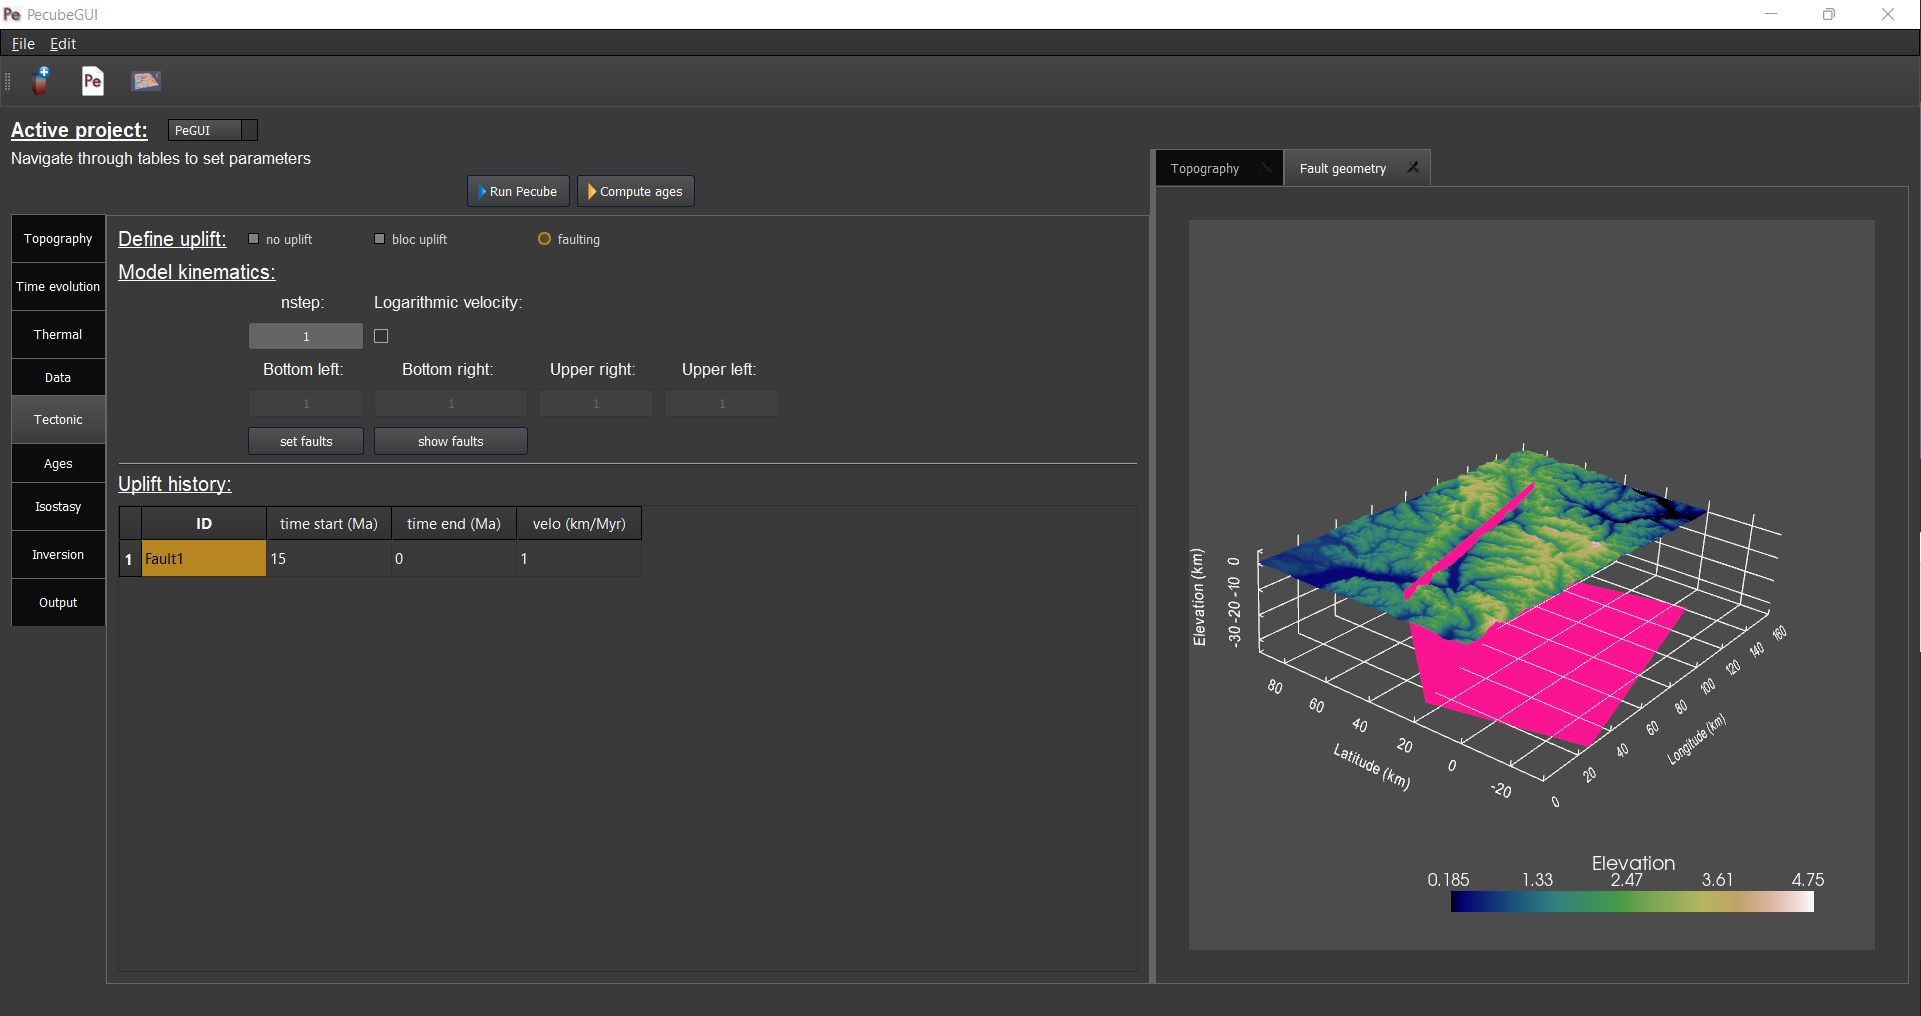 Pe PecubeGUI
File Edit
Pe
Active project: PeGUI
Navigate through tables to set parameters
Run Pecube Compute ages
Topography
Time evolution
Thermal
Data
Tectonic
Ages
Isostasy
Inversion
Output
Define uplift: no uplift bloc uplift faulting
Model kinematics:
nstep: Logarithmic velocity:
1
Bottom left: Bottom right: Upper right: Upper left:
1 1 1 1
set faults show faults
Uplift history:
ID time start (Ma) time end (Ma) velo (km/Myr)
1 Fault1 15 0 1
Topography Fault geometry
Elevation (km)
0
-10
-20
-30
80 60 40 20 0 -20
Latitude (km)
0 20 40 60 80 100 120 140 160
Longitude (km)
Elevation
0.185 1.33 2.47 3.61 4.75